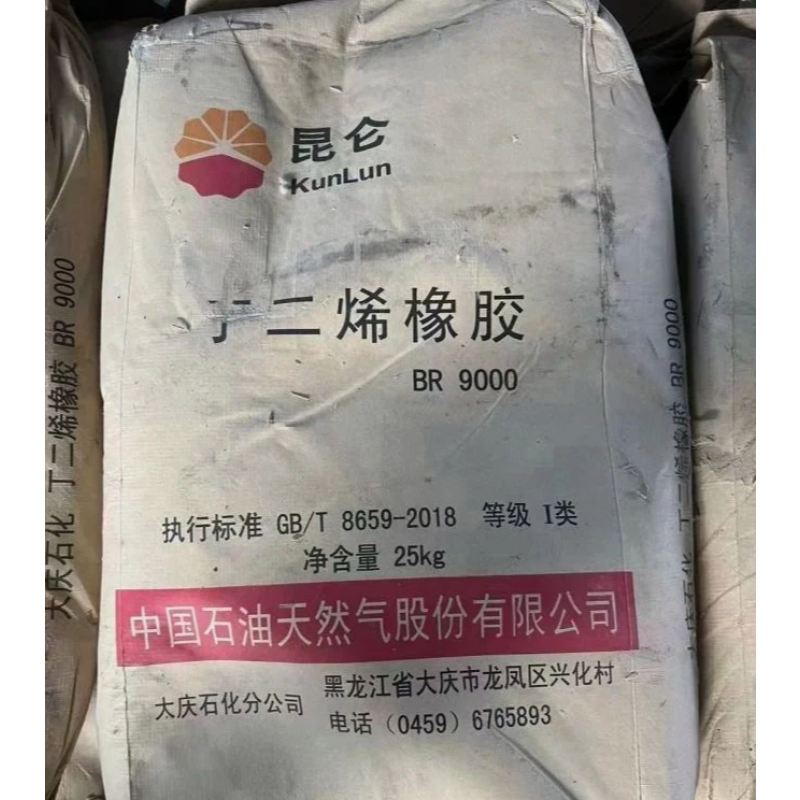 昆仑
KunLun
丁二烯橡胶
BR 9000
执行标准 GB/T 8659-2018 等级 I类
净含量 25kg
中国石油天然气股份有限公司
大庆石化分公司
黑龙江省大庆市龙凤区兴化村
电话（0459）6765893
大庆石化 丁二烯橡胶 BR 9000
大庆石化 丁二烯橡胶 BR 9000